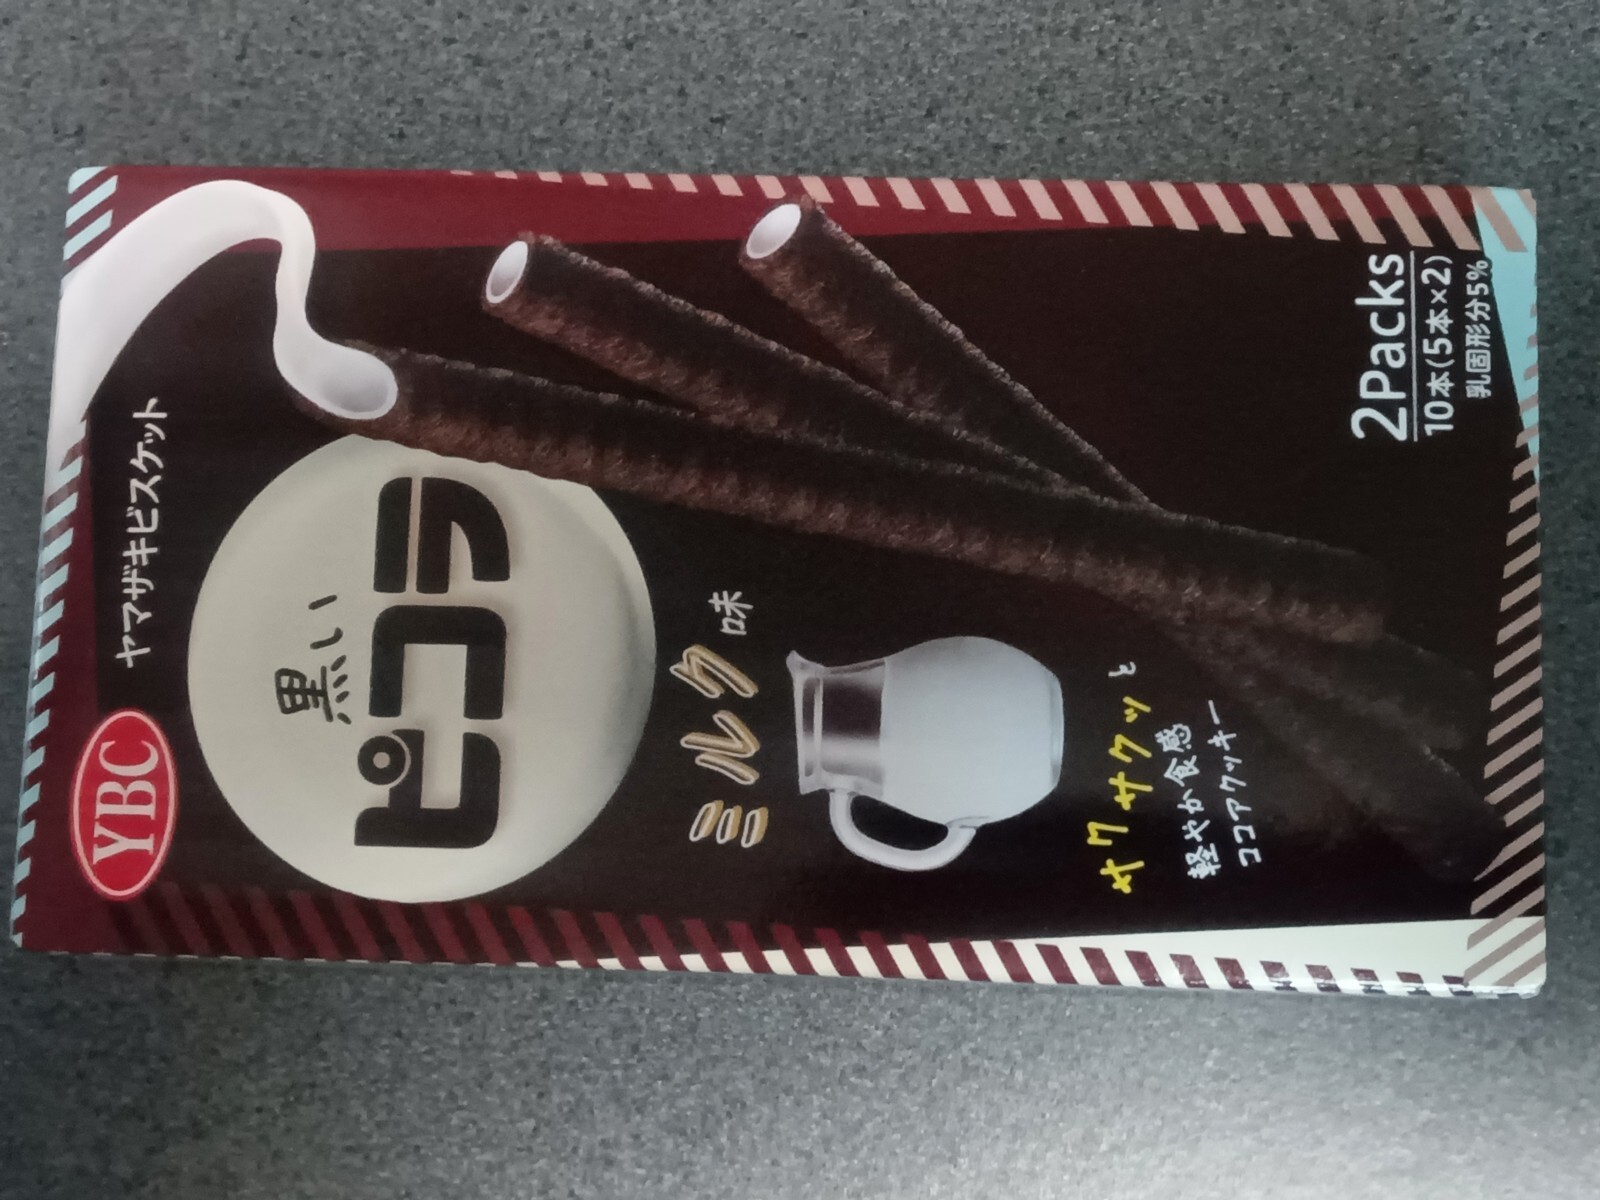 YBC
ヤマザキビスケット
黒い
ピコラ
ミルク味
サクサクッと
軽やか食感
ココアクッキー
2Packs
10本(5本×2)
乳固形分5%